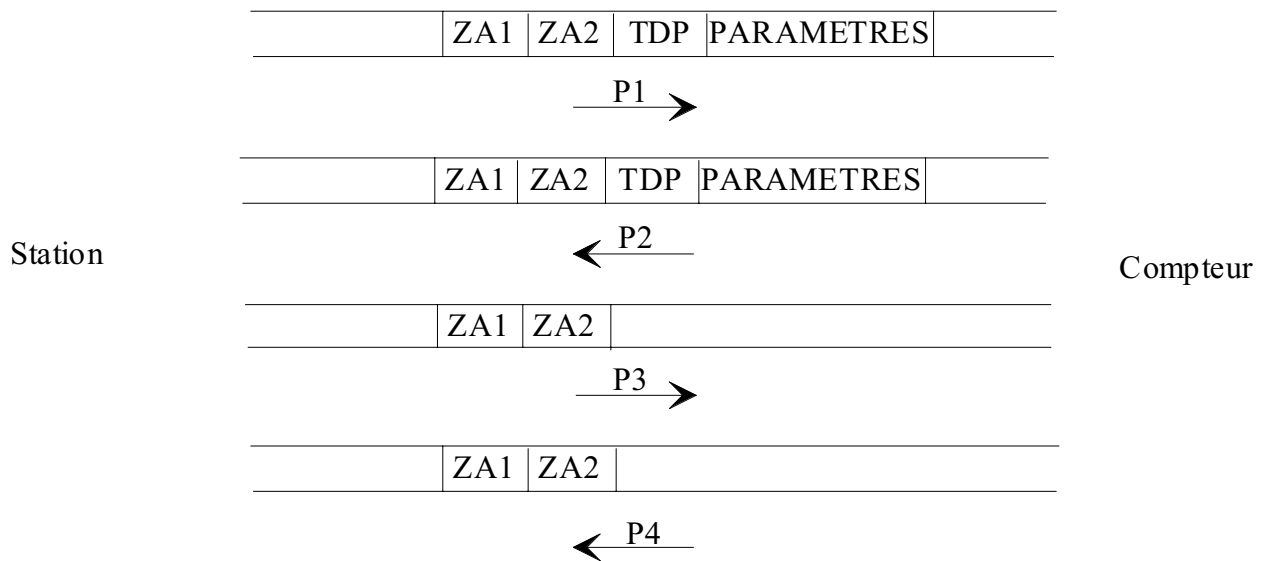 ZA1 ZA2 TDP PARAMETRES
P1
ZA1 ZA2 TDP PARAMETRES
P2
Station
Compteur
ZA1 ZA2
P3
ZA1 ZA2
P4